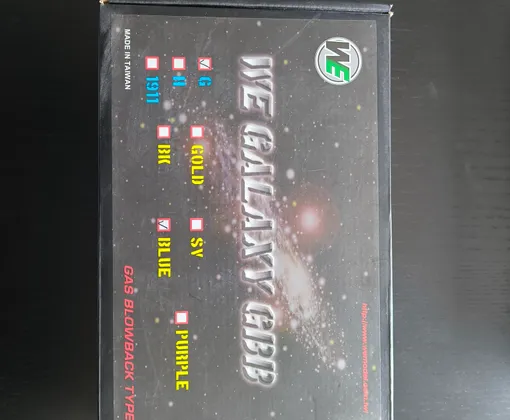 WE
WE GALAXY GBB
G
GOLD
SV
PURPLE
A
BK
BLUE
1911
MADE IN TAIWAN
GAS BLOWBACK TYPE